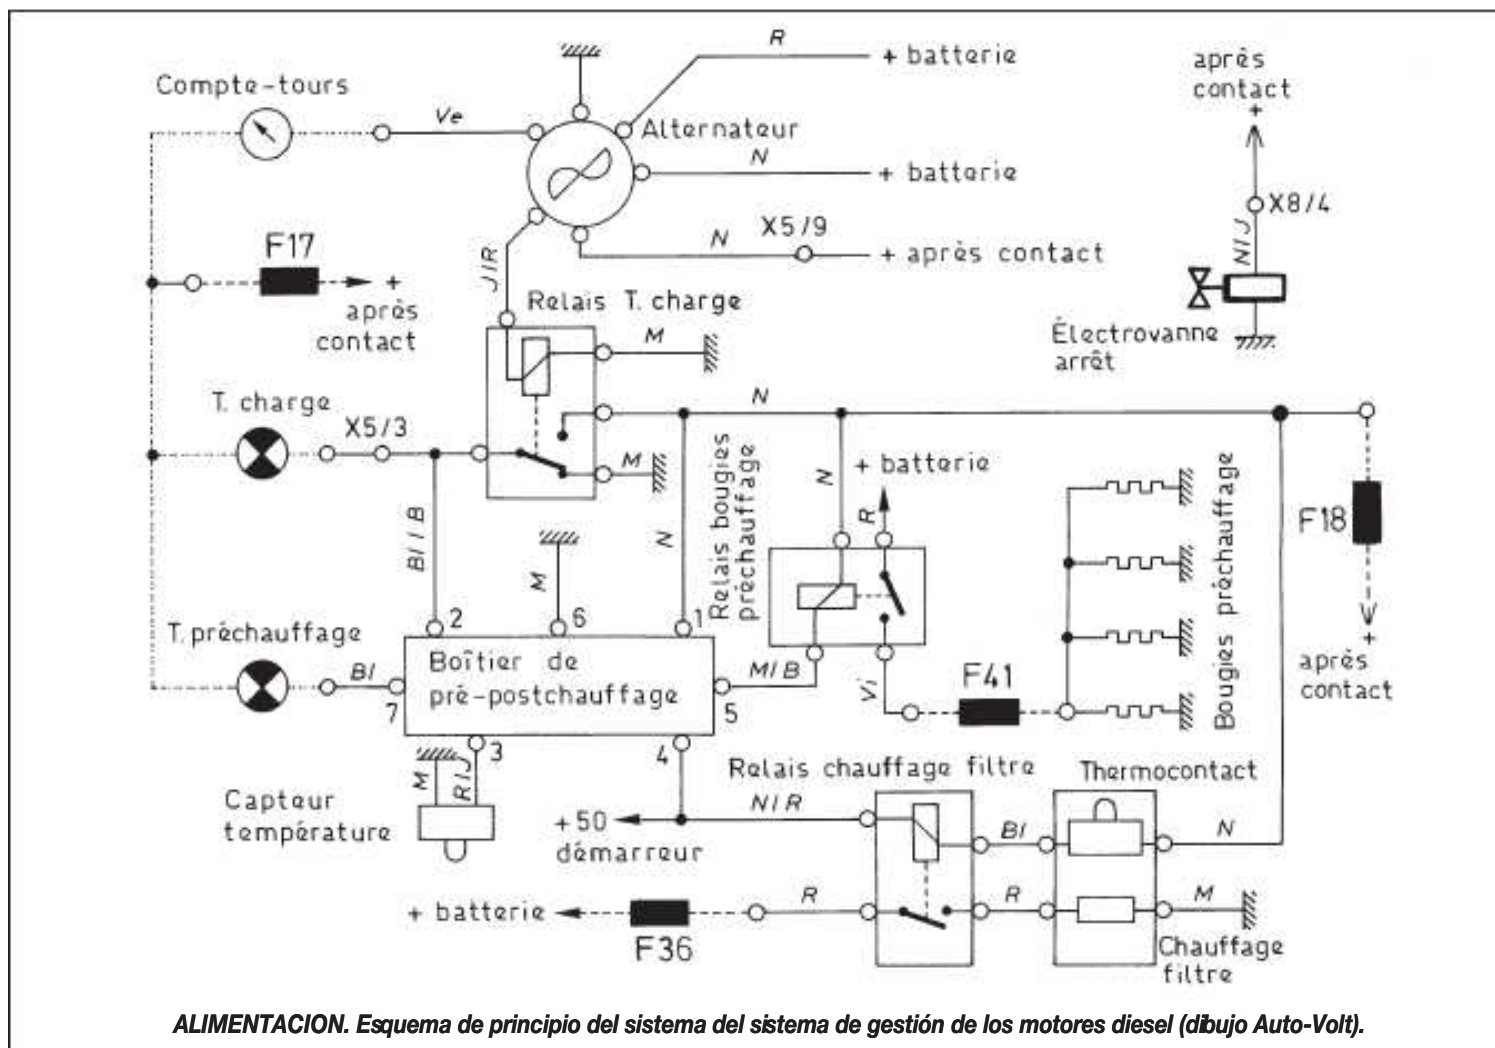 R
+ batterie
Compte-tours
Ve
Alternateur
N
+ batterie
après
contact
+
X8/4
N/J
X5/9
N
+ après contact
F17
+
après
contact
J/R
Relais T. charge
M
Électrovanne
arrêt
T. charge
X5/3
N
M
Relais bougies
préchauffage
N
+ batterie
R
Bougies préchauffage
F18
+
après
contact
Bl/B
M
N
2
6
1
T. préchauffage
Bl
Boîtier de
pré-postchauffage
7
5
M/B
Vi
F41
3
4
M
R/J
Capteur
température
Relais chauffage filtre
Thermocontact
+50
démarreur
N/R
Bl
N
+ batterie
F36
R
R
M
Chauffage
filtre
ALIMENTACION. Esquema de principio del sistema del sistema de gestión de los motores diesel (dibujo Auto-Volt).